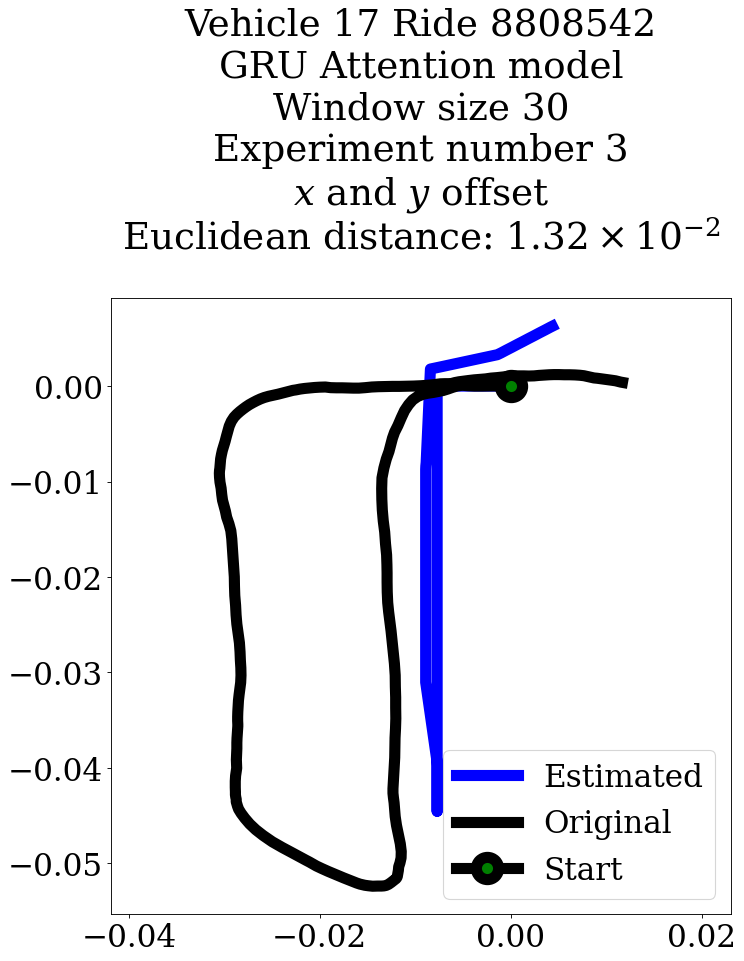 Vehicle 17 Ride 8808542
GRU Attention model
Window size 30
Experiment number 3
x and y offset
Euclidean distance: 1.32 × 10⁻²
0.00
−0.01
−0.02
−0.03
−0.04
−0.05
Estimated
Original
Start
−0.04
−0.02
0.00
0.02